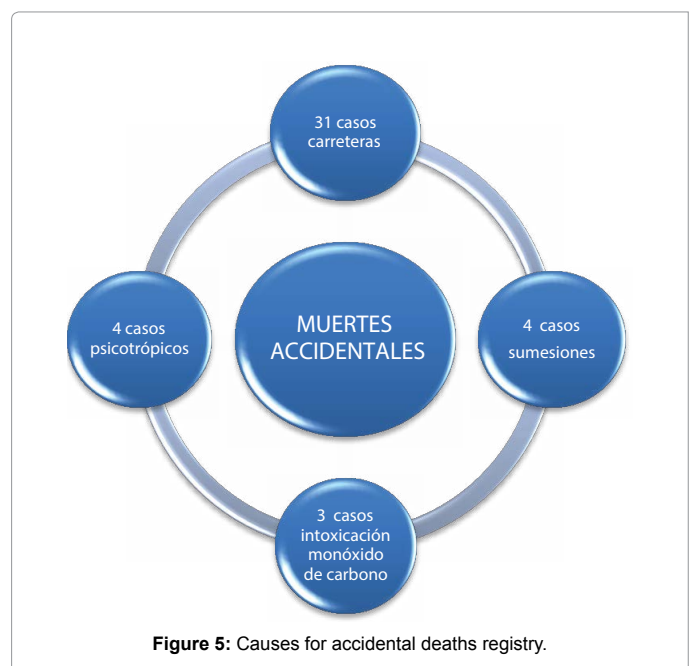 31 casos
carreteras
4 casos
psicotrópicos
MUERTES
ACCIDENTALES
4 casos
sumesiones
3 casos
intoxicación
monóxido
de carbono
Figure 5: Causes for accidental deaths registry.